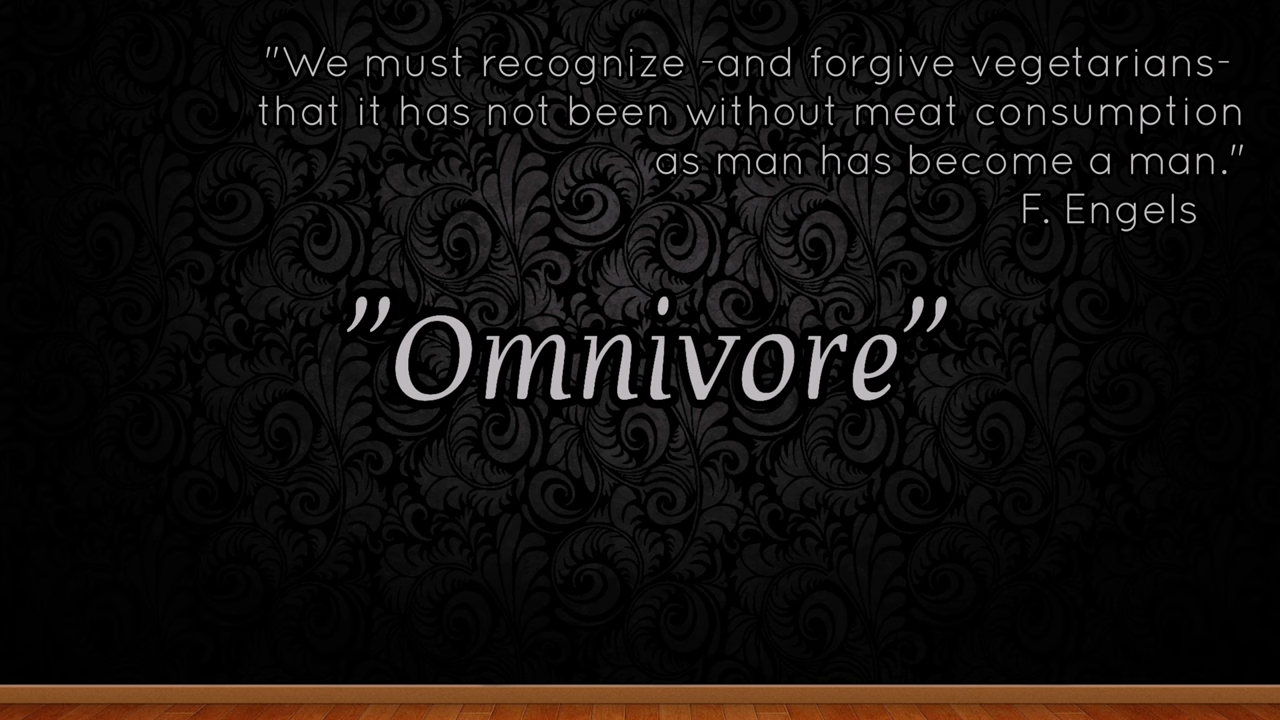 "We must recognize -and forgive vegetarians-
that it has not been without meat consumption
as man has become a man."
F. Engels
"Omnivore"